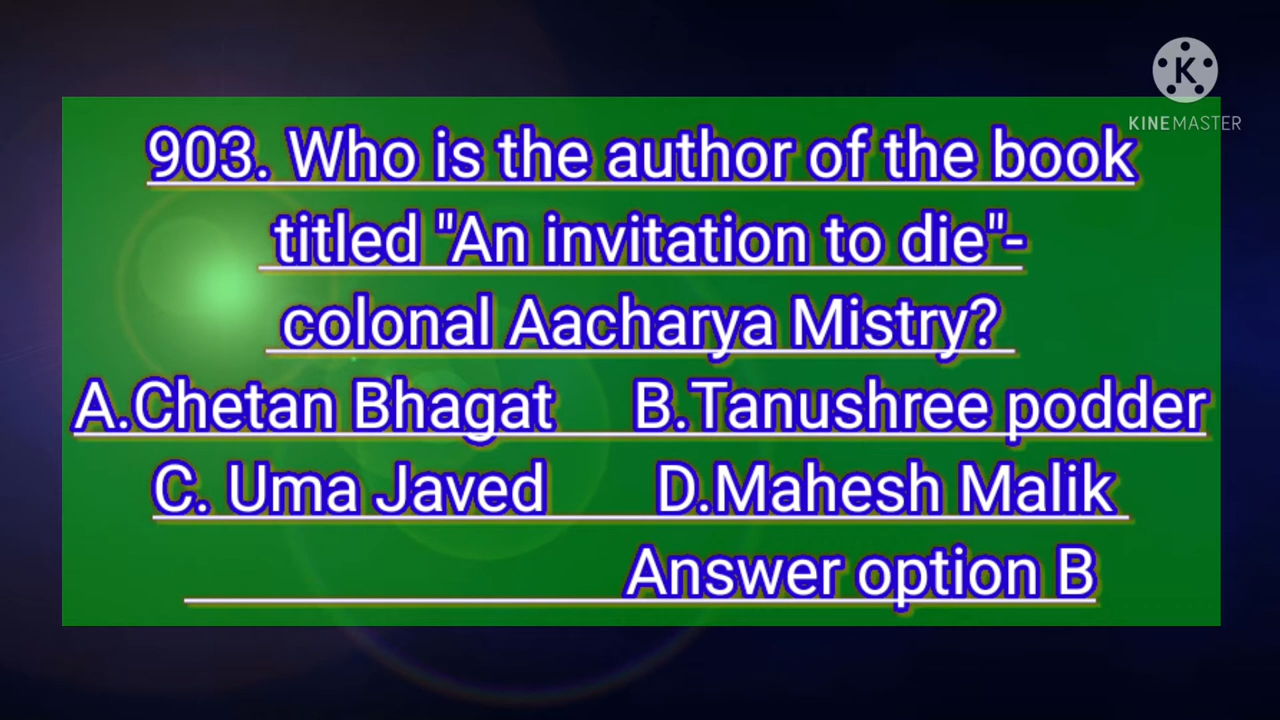 K
KINEMASTER
903. Who is the author of the book
titled "An invitation to die"-
colonal Aacharya Mistry?
A.Chetan Bhagat B.Tanushree podder
C. Uma Javed D.Mahesh Malik
Answer option B